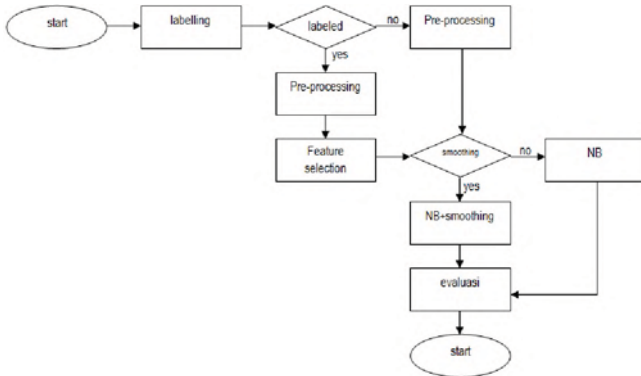 start
labelling
labeled
no
Pre-processing
yes
Pre-processing
Feature
selection
smoothing
no
NB
yes
NB+smoothing
evaluasi
start